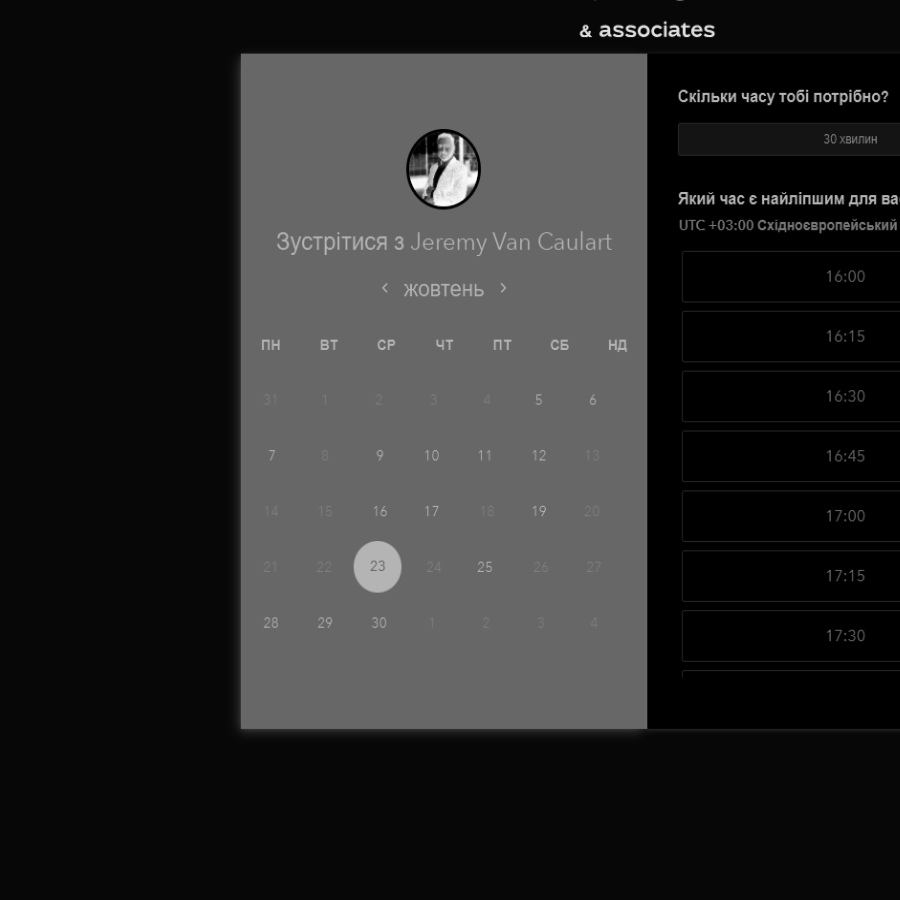 & associates
Зустрітися з Jeremy Van Caulart
‹ жовтень ›
ПН ВТ СР ЧТ ПТ СБ НД
31 1 2 3 4 5 6
7 8 9 10 11 12 13
14 15 16 17 18 19 20
21 22 23 24 25 26 27
28 29 30 1 2 3 4
Скільки часу тобі потрібно?
30 хвилин
Який час є найліпшим для ва
UTC +03:00 Східноєвропейський
16:00
16:15
16:30
16:45
17:00
17:15
17:30